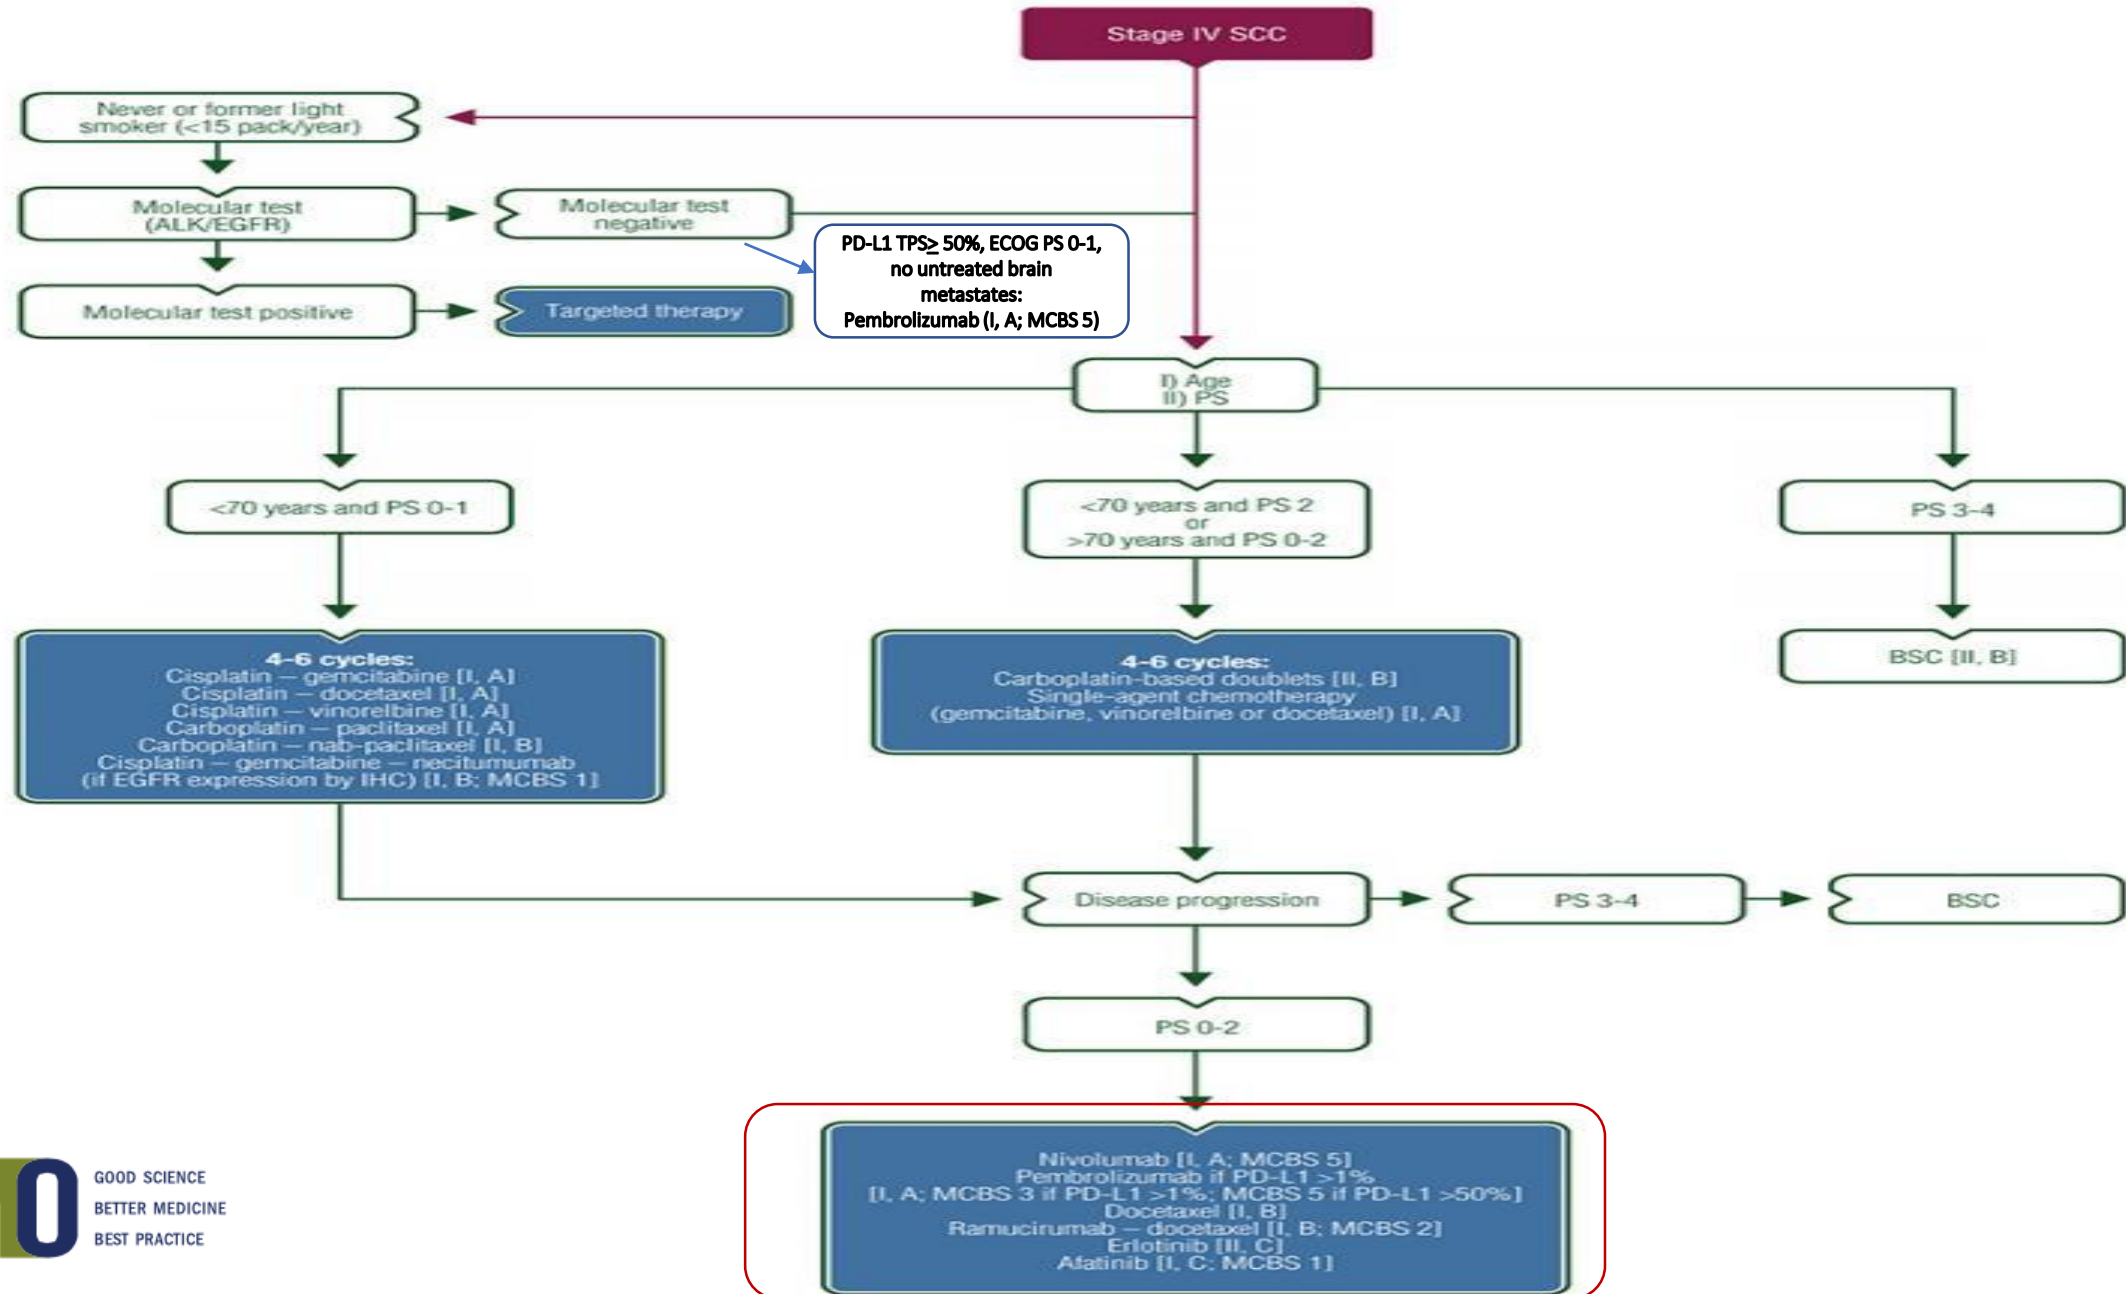 Stage IV SCC
Never or former light
smoker (<15 pack/year)
Molecular test
(ALK/EGFR)
Molecular test
negative
PD-L1 TPS≥ 50%, ECOG PS 0-1,
no untreated brain
metastates:
Pembrolizumab (I, A; MCBS 5)
Molecular test positive
Targeted therapy
I) Age
II) PS
<70 years and PS 0-1
<70 years and PS 2
or
>70 years and PS 0-2
PS 3-4
4-6 cycles:
Cisplatin – gemcitabine [I, A]
Cisplatin – docetaxel [I, A]
Cisplatin – vinorelbine [I, A]
Carboplatin – paclitaxel [I, A]
Carboplatin – nab-paclitaxel [I, B]
Cisplatin – gemcitabine – necitumumab
(if EGFR expression by IHC) [I, B; MCBS 1]
4-6 cycles:
Carboplatin-based doublets [II, B]
Single-agent chemotherapy
(gemcitabine, vinorelbine or docetaxel) [I, A]
BSC [II, B]
Disease progression
PS 3-4
BSC
PS 0-2
Nivolumab [I, A; MCBS 5]
Pembrolizumab if PD-L1 >1%
[I, A; MCBS 3 if PD-L1 >1%; MCBS 5 if PD-L1 >50%]
Docetaxel [I, B]
Ramucirumab – docetaxel [I, B; MCBS 2]
Erlotinib [II, C]
Afatinib [I, C; MCBS 1]
GOOD SCIENCE
BETTER MEDICINE
BEST PRACTICE